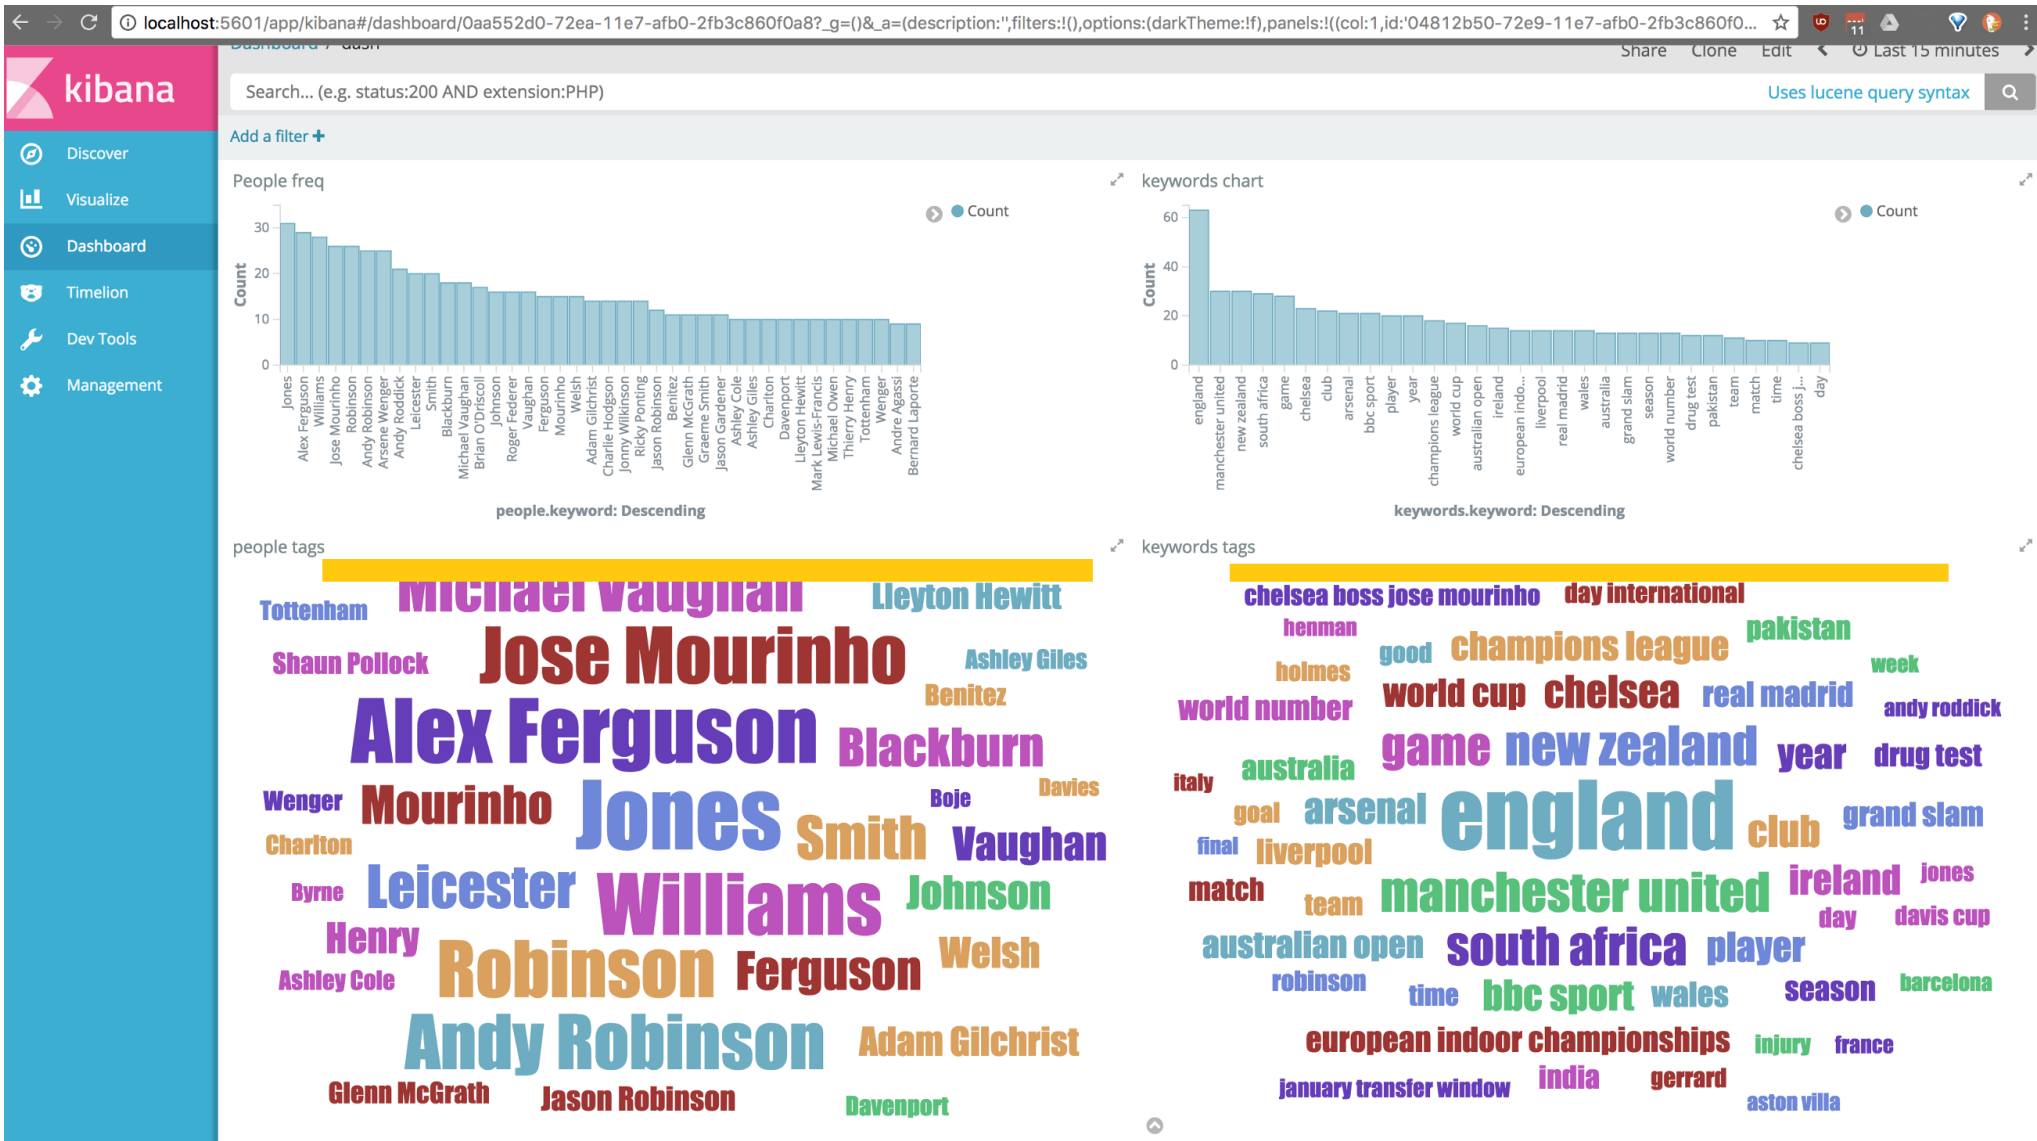 localhost:5601/app/kibana#/dashboard/0aa552d0-72ea-11e7-afb0-2fb3c860f0a8?_g=()&_a=(description:'',filters:!(),options:(darkTheme:!f),panels:!((col:1,id:'04812b50-72e9-11e7-afb0-2fb3c860f0...
11
Dashboard / dash
Share Clone Edit Last 15 minutes
kibana
Search... (e.g. status:200 AND extension:PHP)
Uses lucene query syntax
Add a filter +
Discover
Visualize
Dashboard
Timelion
Dev Tools
Management
People freq
Count
30
20
10
0
Count
Jones
Alex Ferguson
Williams
Jose Mourinho
Robinson
Andy Robinson
Arsene Wenger
Andy Roddick
Leicester
Smith
Blackburn
Michael Vaughan
Brian O'Driscoll
Johnson
Roger Federer
Vaughan
Ferguson
Mourinho
Welsh
Adam Gilchrist
Charlie Hodgson
Jonny Wilkinson
Ricky Ponting
Jason Robinson
Benitez
Glenn McGrath
Graeme Smith
Jason Gardener
Ashley Cole
Ashley Giles
Charlton
Davenport
Lleyton Hewitt
Mark Lewis-Francis
Michael Owen
Thierry Henry
Tottenham
Wenger
Andre Agassi
Bernard Laporte
people.keyword: Descending
keywords chart
Count
60
40
20
0
Count
england
manchester united
new zealand
south africa
game
chelsea
club
arsenal
bbc sport
player
year
champions league
world cup
australian open
ireland
european indo...
liverpool
real madrid
wales
australia
grand slam
season
world number
drug test
pakistan
team
match
time
chelsea boss j...
day
keywords.keyword: Descending
people tags
Michael Vaughan
Lleyton Hewitt
Tottenham
Jose Mourinho
Shaun Pollock
Ashley Giles
Benitez
Alex Ferguson
Blackburn
Davies
Wenger
Mourinho
Jones
Boje
Smith
Vaughan
Charlton
Byrne
Leicester
Williams
Johnson
Henry
Robinson
Ferguson
Welsh
Ashley Cole
Andy Robinson
Adam Gilchrist
Glenn McGrath
Jason Robinson
Davenport
keywords tags
chelsea boss jose mourinho
day international
henman
good
champions league
pakistan
holmes
week
world number
world cup
chelsea
real madrid
andy roddick
game
new zealand
year
drug test
australia
italy
goal
arsenal
england
club
grand slam
final
liverpool
match
team
manchester united
ireland
jones
day
davis cup
australian open
south africa
player
robinson
time
bbc sport
wales
season
barcelona
european indoor championships
injury
france
january transfer window
india
gerrard
aston villa